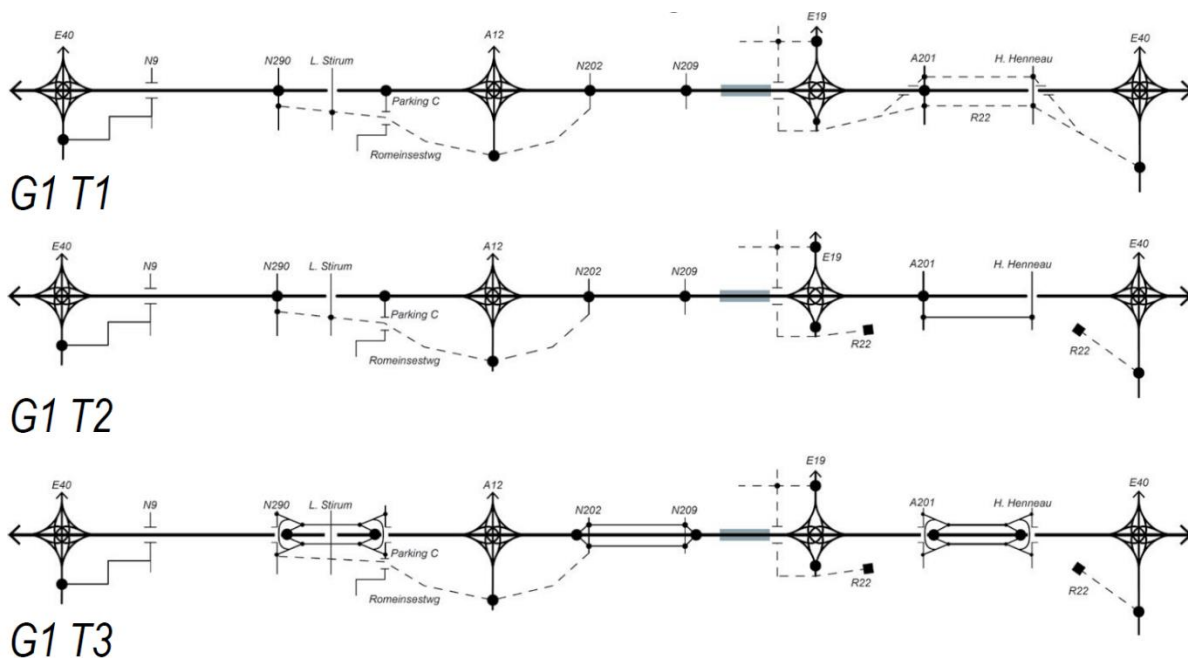 E40
N9
N290
L. Stirum
Parking C
Romeinsestwg
A12
N202
N209
E19
A201
H. Henneau
R22
E40
G1 T1
E40
N9
N290
L. Stirum
Parking C
Romeinsestwg
A12
N202
N209
E19
R22
A201
H. Henneau
R22
E40
G1 T2
E40
N9
N290
L. Stirum
Parking C
Romeinsestwg
A12
N202
N209
E19
R22
A201
H. Henneau
R22
E40
G1 T3